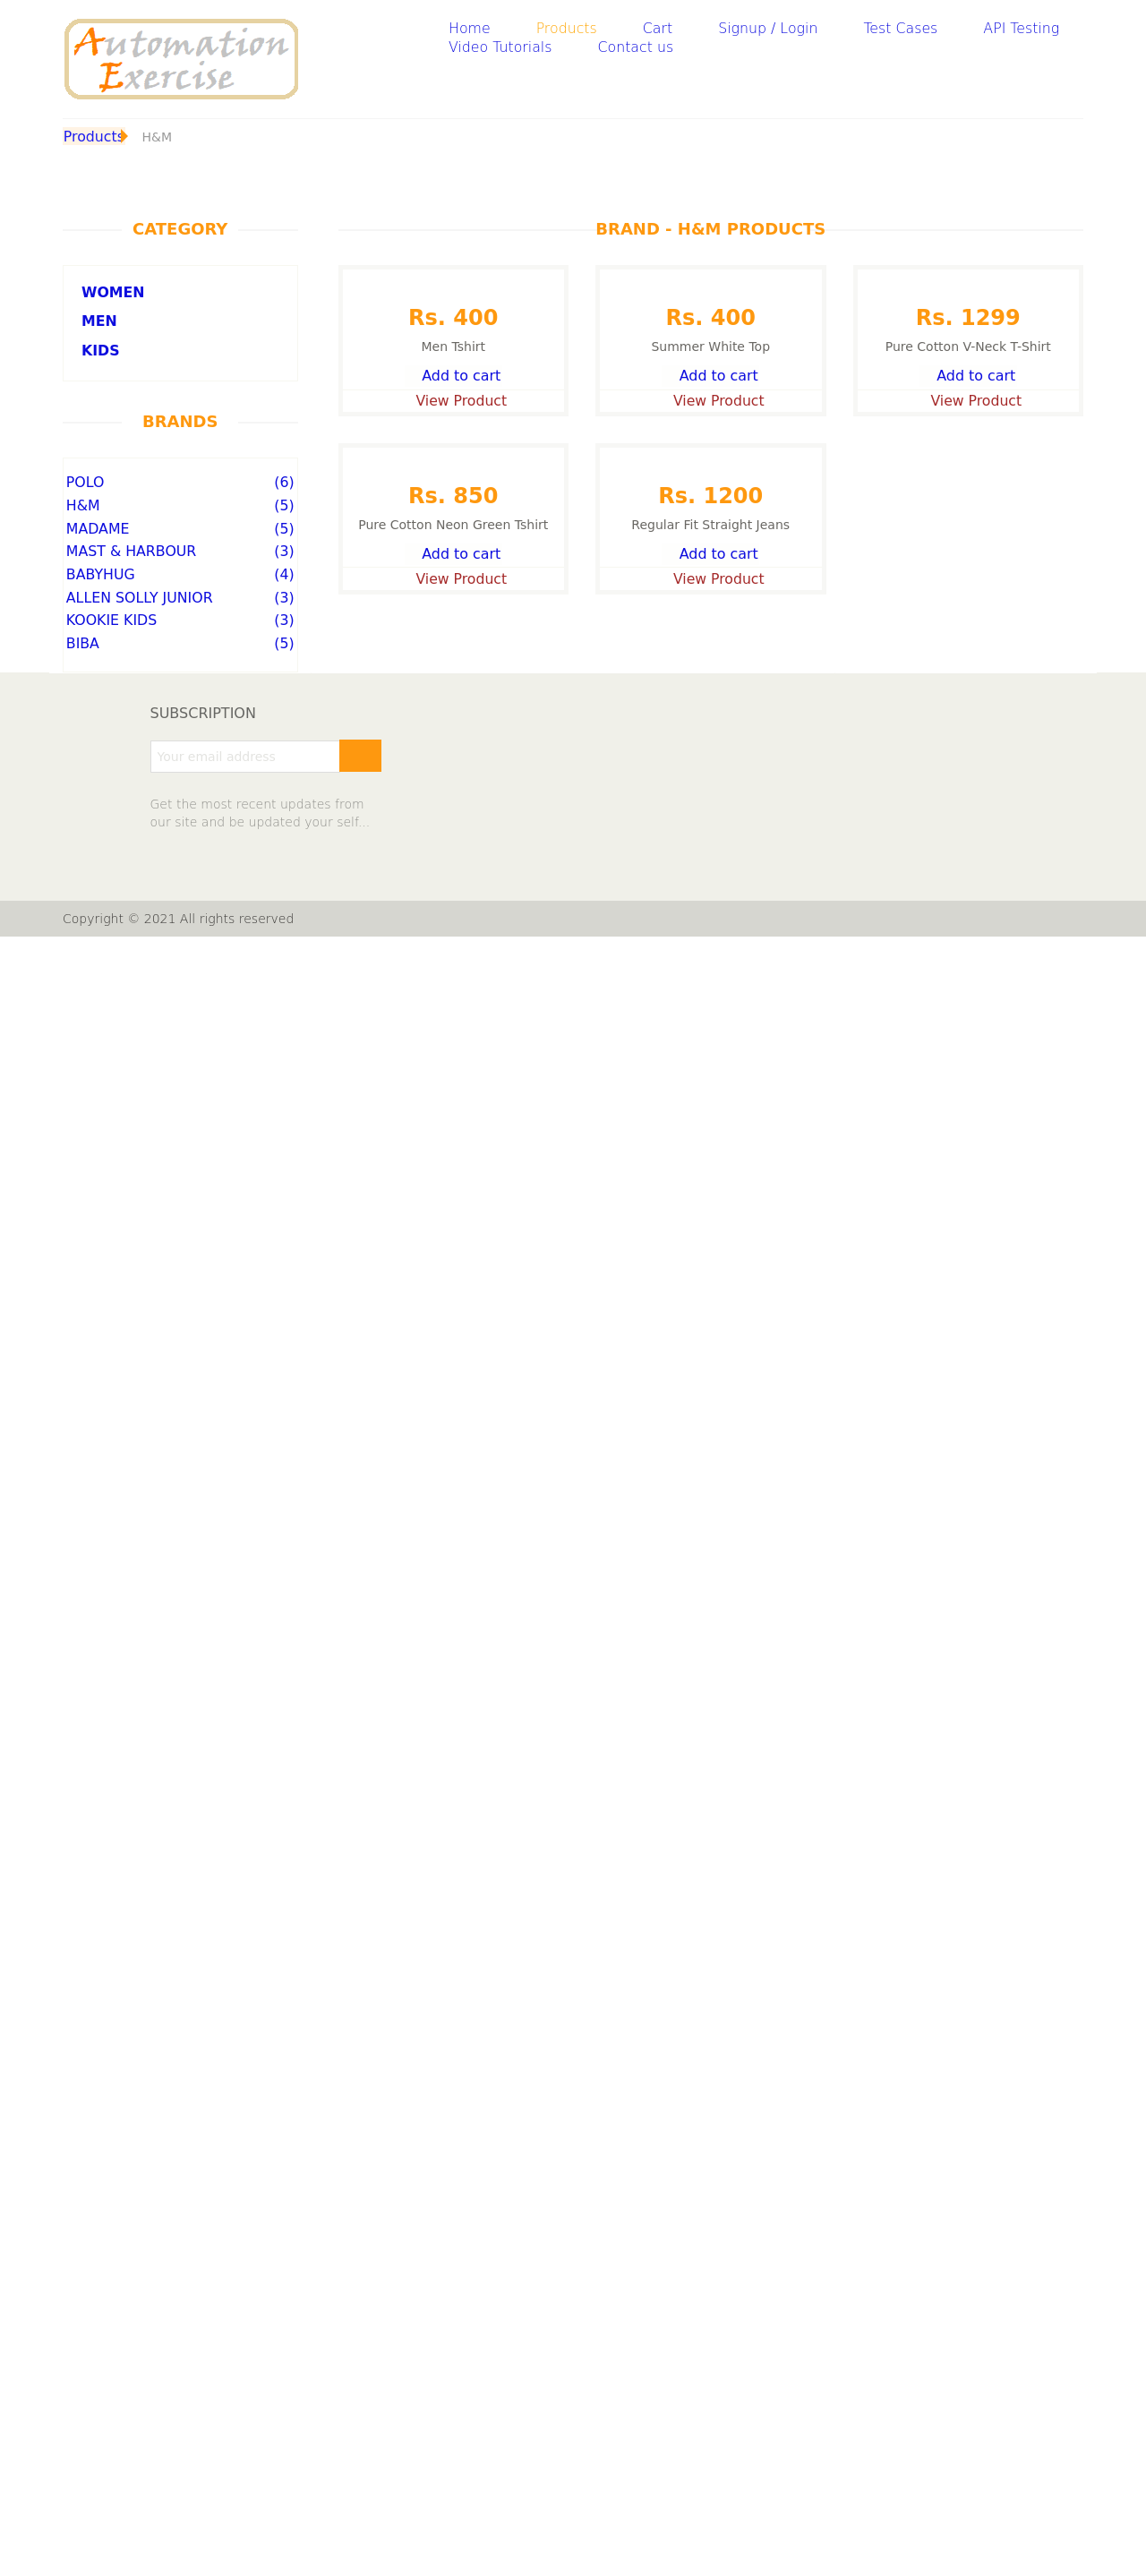 Automation
Exercise
Home Products Cart Signup / Login Test Cases API Testing
Video Tutorials Contact us
Products H&M
CATEGORY
WOMEN
MEN
KIDS
BRANDS
POLO (6)
H&M (5)
MADAME (5)
MAST & HARBOUR (3)
BABYHUG (4)
ALLEN SOLLY JUNIOR (3)
KOOKIE KIDS (3)
BIBA (5)
BRAND - H&M PRODUCTS
Rs. 400
Men Tshirt
Add to cart
View Product
Rs. 400
Summer White Top
Add to cart
View Product
Rs. 1299
Pure Cotton V-Neck T-Shirt
Add to cart
View Product
Rs. 850
Pure Cotton Neon Green Tshirt
Add to cart
View Product
Rs. 1200
Regular Fit Straight Jeans
Add to cart
View Product
SUBSCRIPTION
Your email address
Get the most recent updates from
our site and be updated your self...
Copyright © 2021 All rights reserved